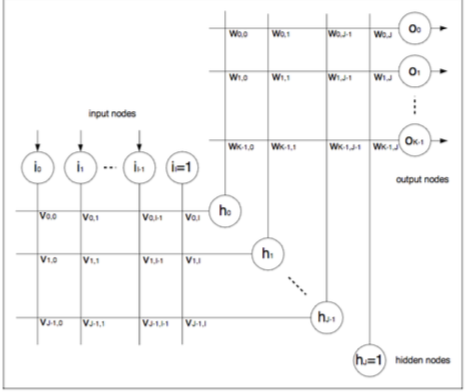 W0,0 W0,1 W0,J-1 W0,J O0
W1,0 W1,1 W1,J-1 W1,J O1
input nodes
WK-1,0 WK-1,1 WK-1,J-1 WK-1,J OK-1
i0 i1 iI-1 iI=1
output nodes
V0,0 V0,1 V0,I-1 V0,I h0
V1,0 V1,1 V1,I-1 V1,I h1
VJ-1,0 VJ-1,1 VJ-1,I-1 VJ-1,I hJ-1
hJ=1 hidden nodes